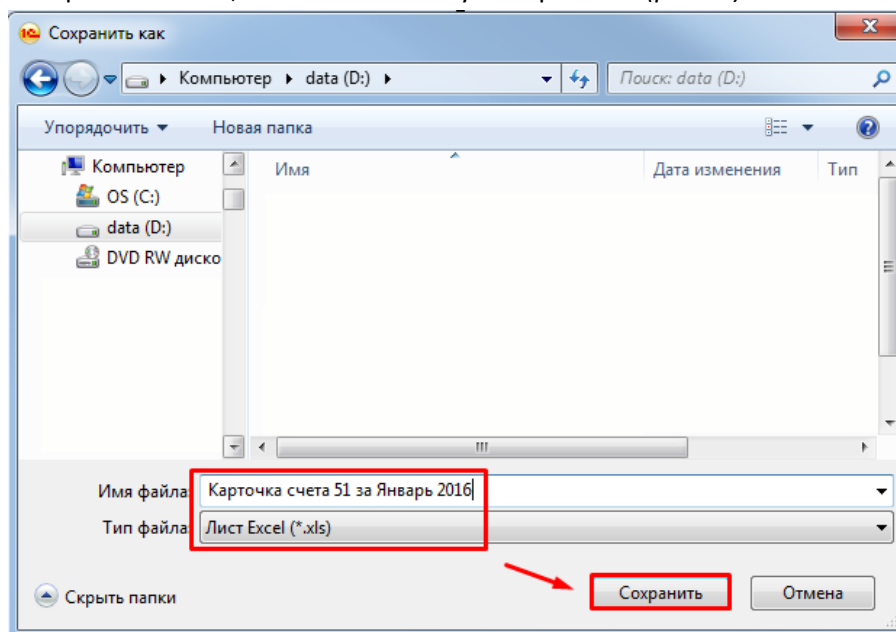 Сохранить как
Компьютер data (D:)
Поиск: data (D:)
Упорядочить
Новая папка
Компьютер
OS (C:)
data (D:)
DVD RW диско
Имя
Дата изменения
Тип
Имя файла:
Карточка счета 51 за Январь 2016
Тип файла:
Лист Excel (*.xls)
Скрыть папки
Сохранить
Отмена